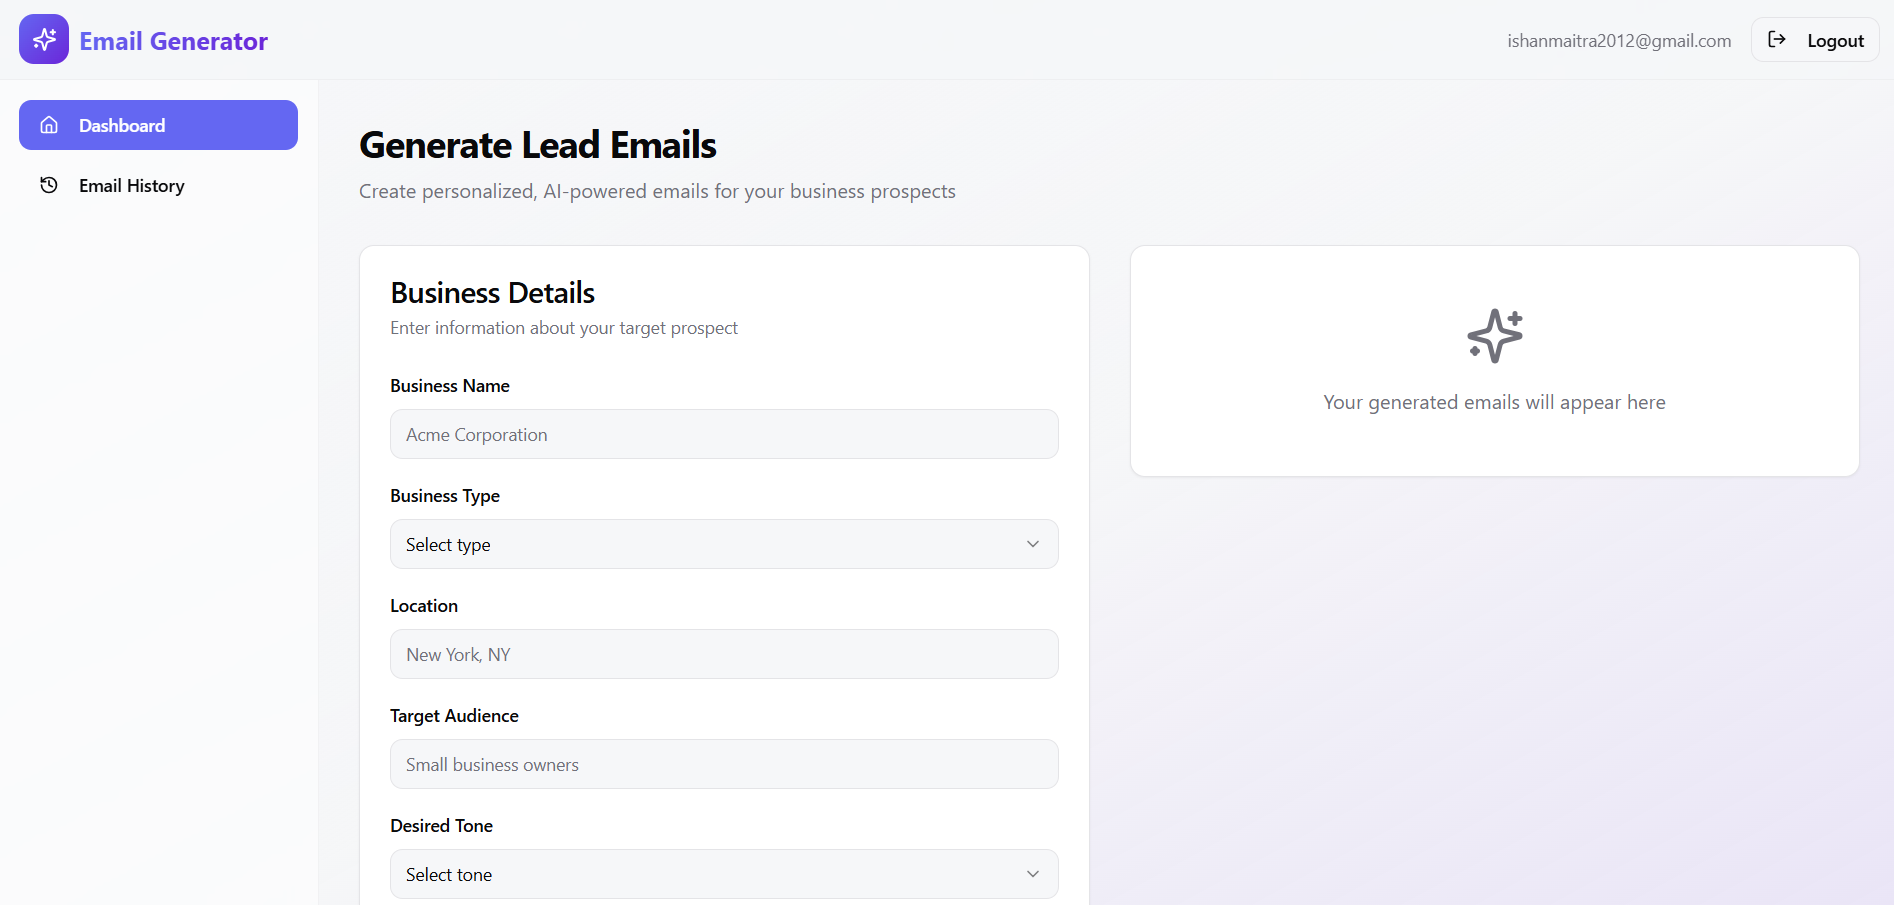 Email Generator
ishanmaitra2012@gmail.com
Logout
Dashboard
Email History
Generate Lead Emails
Create personalized, AI-powered emails for your business prospects
Business Details
Enter information about your target prospect
Business Name
Acme Corporation
Business Type
Select type
Location
New York, NY
Target Audience
Small business owners
Desired Tone
Select tone
Your generated emails will appear here